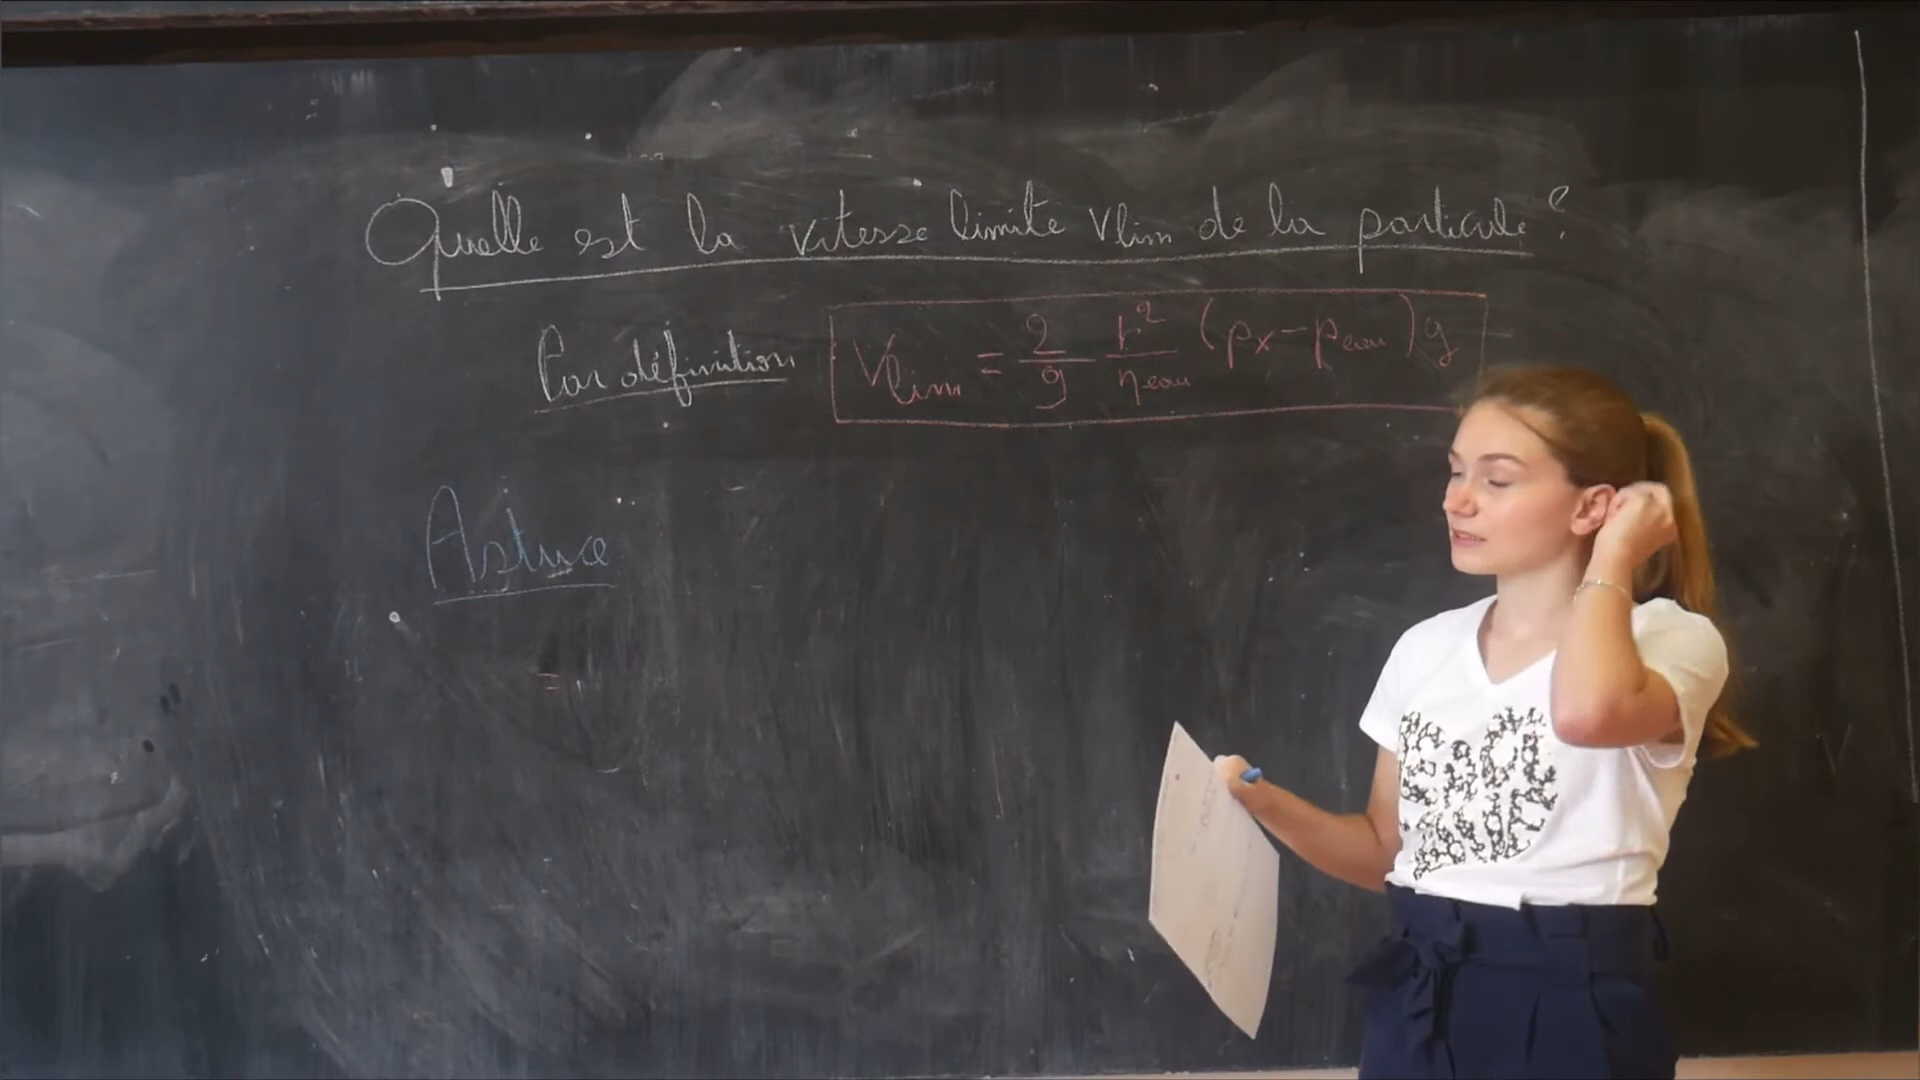 Quelle est la vitesse limite Vlim de la particule ?
Par définition Vlim = 2/9 r²/ηeau (ρx - ρeau) g
Astuce
=